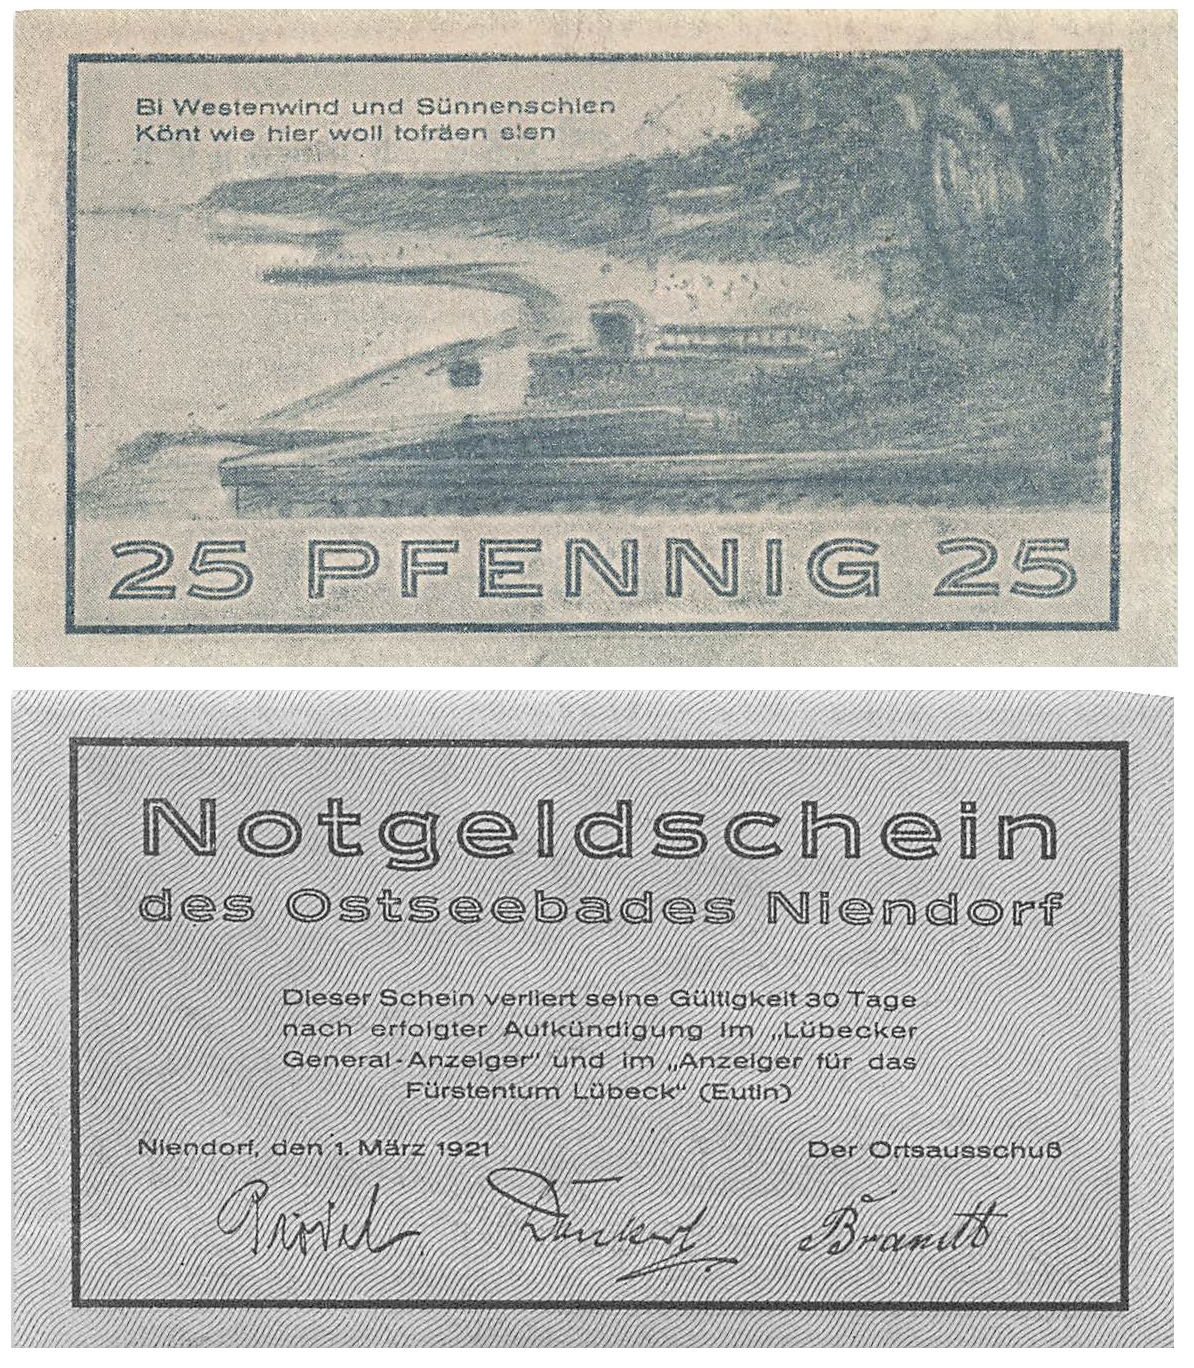 Bi Westenwind und Sünnenschien
Könt wie hier woll tofräen sien
25 PFENNIG 25
Notgeldschein
des Ostseebades Niendorf
Dieser Schein verliert seine Gültigkeit 30 Tage
nach erfolgter Aufkündigung im „Lübecker
General-Anzeiger" und im „Anzeiger für das
Fürstentum Lübeck" (Eutin)
Niendorf, den 1. März 1921
Der Ortsausschuß
Brandt